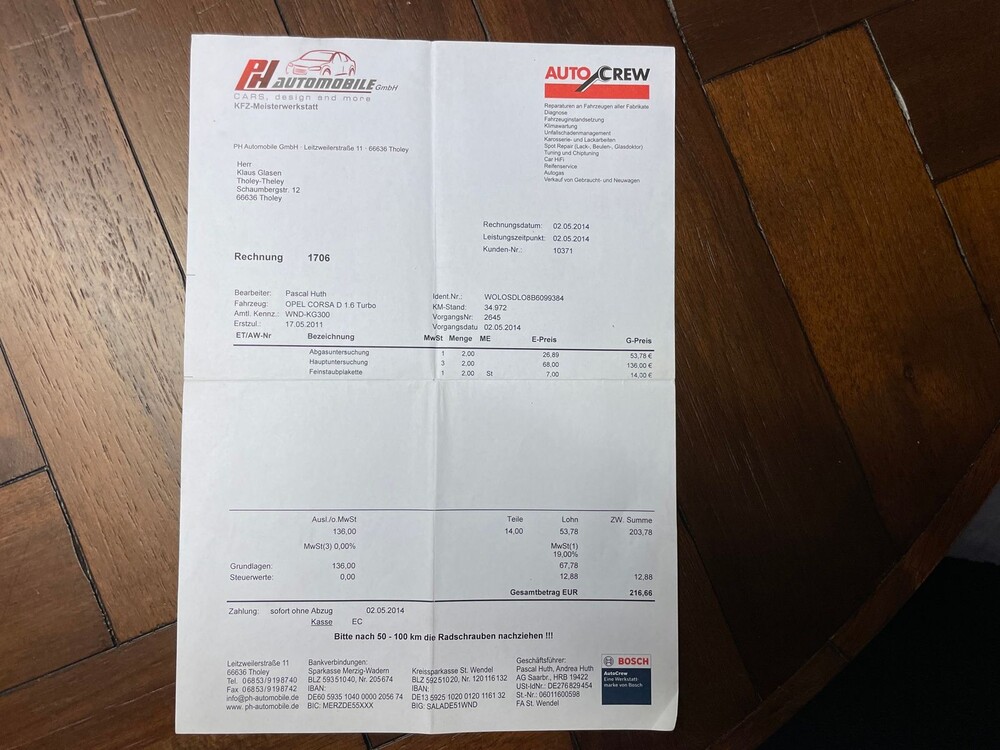 PH AUTOMOBILE GmbH
CARS, design and more
KFZ-Meisterwerkstatt
AUTO CREW
Reparaturen an Fahrzeugen aller Fabrikate
Diagnose
Fahrzeuginstandsetzung
Klimawartung
Unfallschadenmanagement
Karosserie- und Lackarbeiten
Spot Repair (Lack-, Beulen-, Glasdoktor)
Tuning und Chiptuning
Car HiFi
Reifenservice
Autogas
Verkauf von Gebraucht- und Neuwagen
PH Automobile GmbH · Leitzweilerstraße 11 · 66636 Tholey
Herr
Klaus Glasen
Tholey-Theley
Schaumbergstr. 12
66636 Tholey
Rechnungsdatum: 02.05.2014
Leistungszeitpunkt: 02.05.2014
Kunden-Nr.: 10371
Rechnung 1706
Bearbeiter: Pascal Huth
Fahrzeug: OPEL CORSA D 1.6 Turbo
Amtl. Kennz.: WND-KG300
Erstzul.: 17.05.2011
Ident.Nr.: WOLOSDLO8B6099384
KM-Stand: 34.972
VorgangsNr: 2645
Vorgangsdatu 02.05.2014
ET/AW-Nr Bezeichnung MwSt Menge ME E-Preis G-Preis
Abgasuntersuchung 1 2,00 26,89 53,78 €
Hauptuntersuchung 3 2,00 68,00 136,00 €
Feinstaubplakette 1 2,00 St 7,00 14,00 €
Ausl./o.MwSt Teile Lohn ZW. Summe
136,00 14,00 53,78 203,78
MwSt(3) 0,00% MwSt(1)
19,00%
Grundlagen: 136,00 67,78
Steuerwerte: 0,00 12,88 12,88
Gesamtbetrag EUR 216,66
Zahlung: sofort ohne Abzug 02.05.2014
Kasse EC
Bitte nach 50 - 100 km die Radschrauben nachziehen !!!
Leitzweilerstraße 11
66636 Tholey
Tel. 06853/9198740
Fax 06853/9198742
info@ph-automobile.de
www. ph-automobile.de
Bankverbindungen:
Sparkasse Merzig-Wadern
BLZ 59351040, Nr. 205674
IBAN:
DE60 5935 1040 0000 2056 74
BIC: MERZDE55XXX
Kreissparkasse St. Wendel
BLZ 59251020, Nr. 120116132
IBAN:
DE13 5925 1020 0120 1161 32
BIG: SALADE51WND
Geschäftsführer:
Pascal Huth, Andrea Huth
AG Saarbr., HRB 19422
USt-IdNr.: DE276829454
St.-Nr.: 06011600598
FA St. Wendel
BOSCH
AutoCrew
Eine Werkstatt-
marke von Bosch